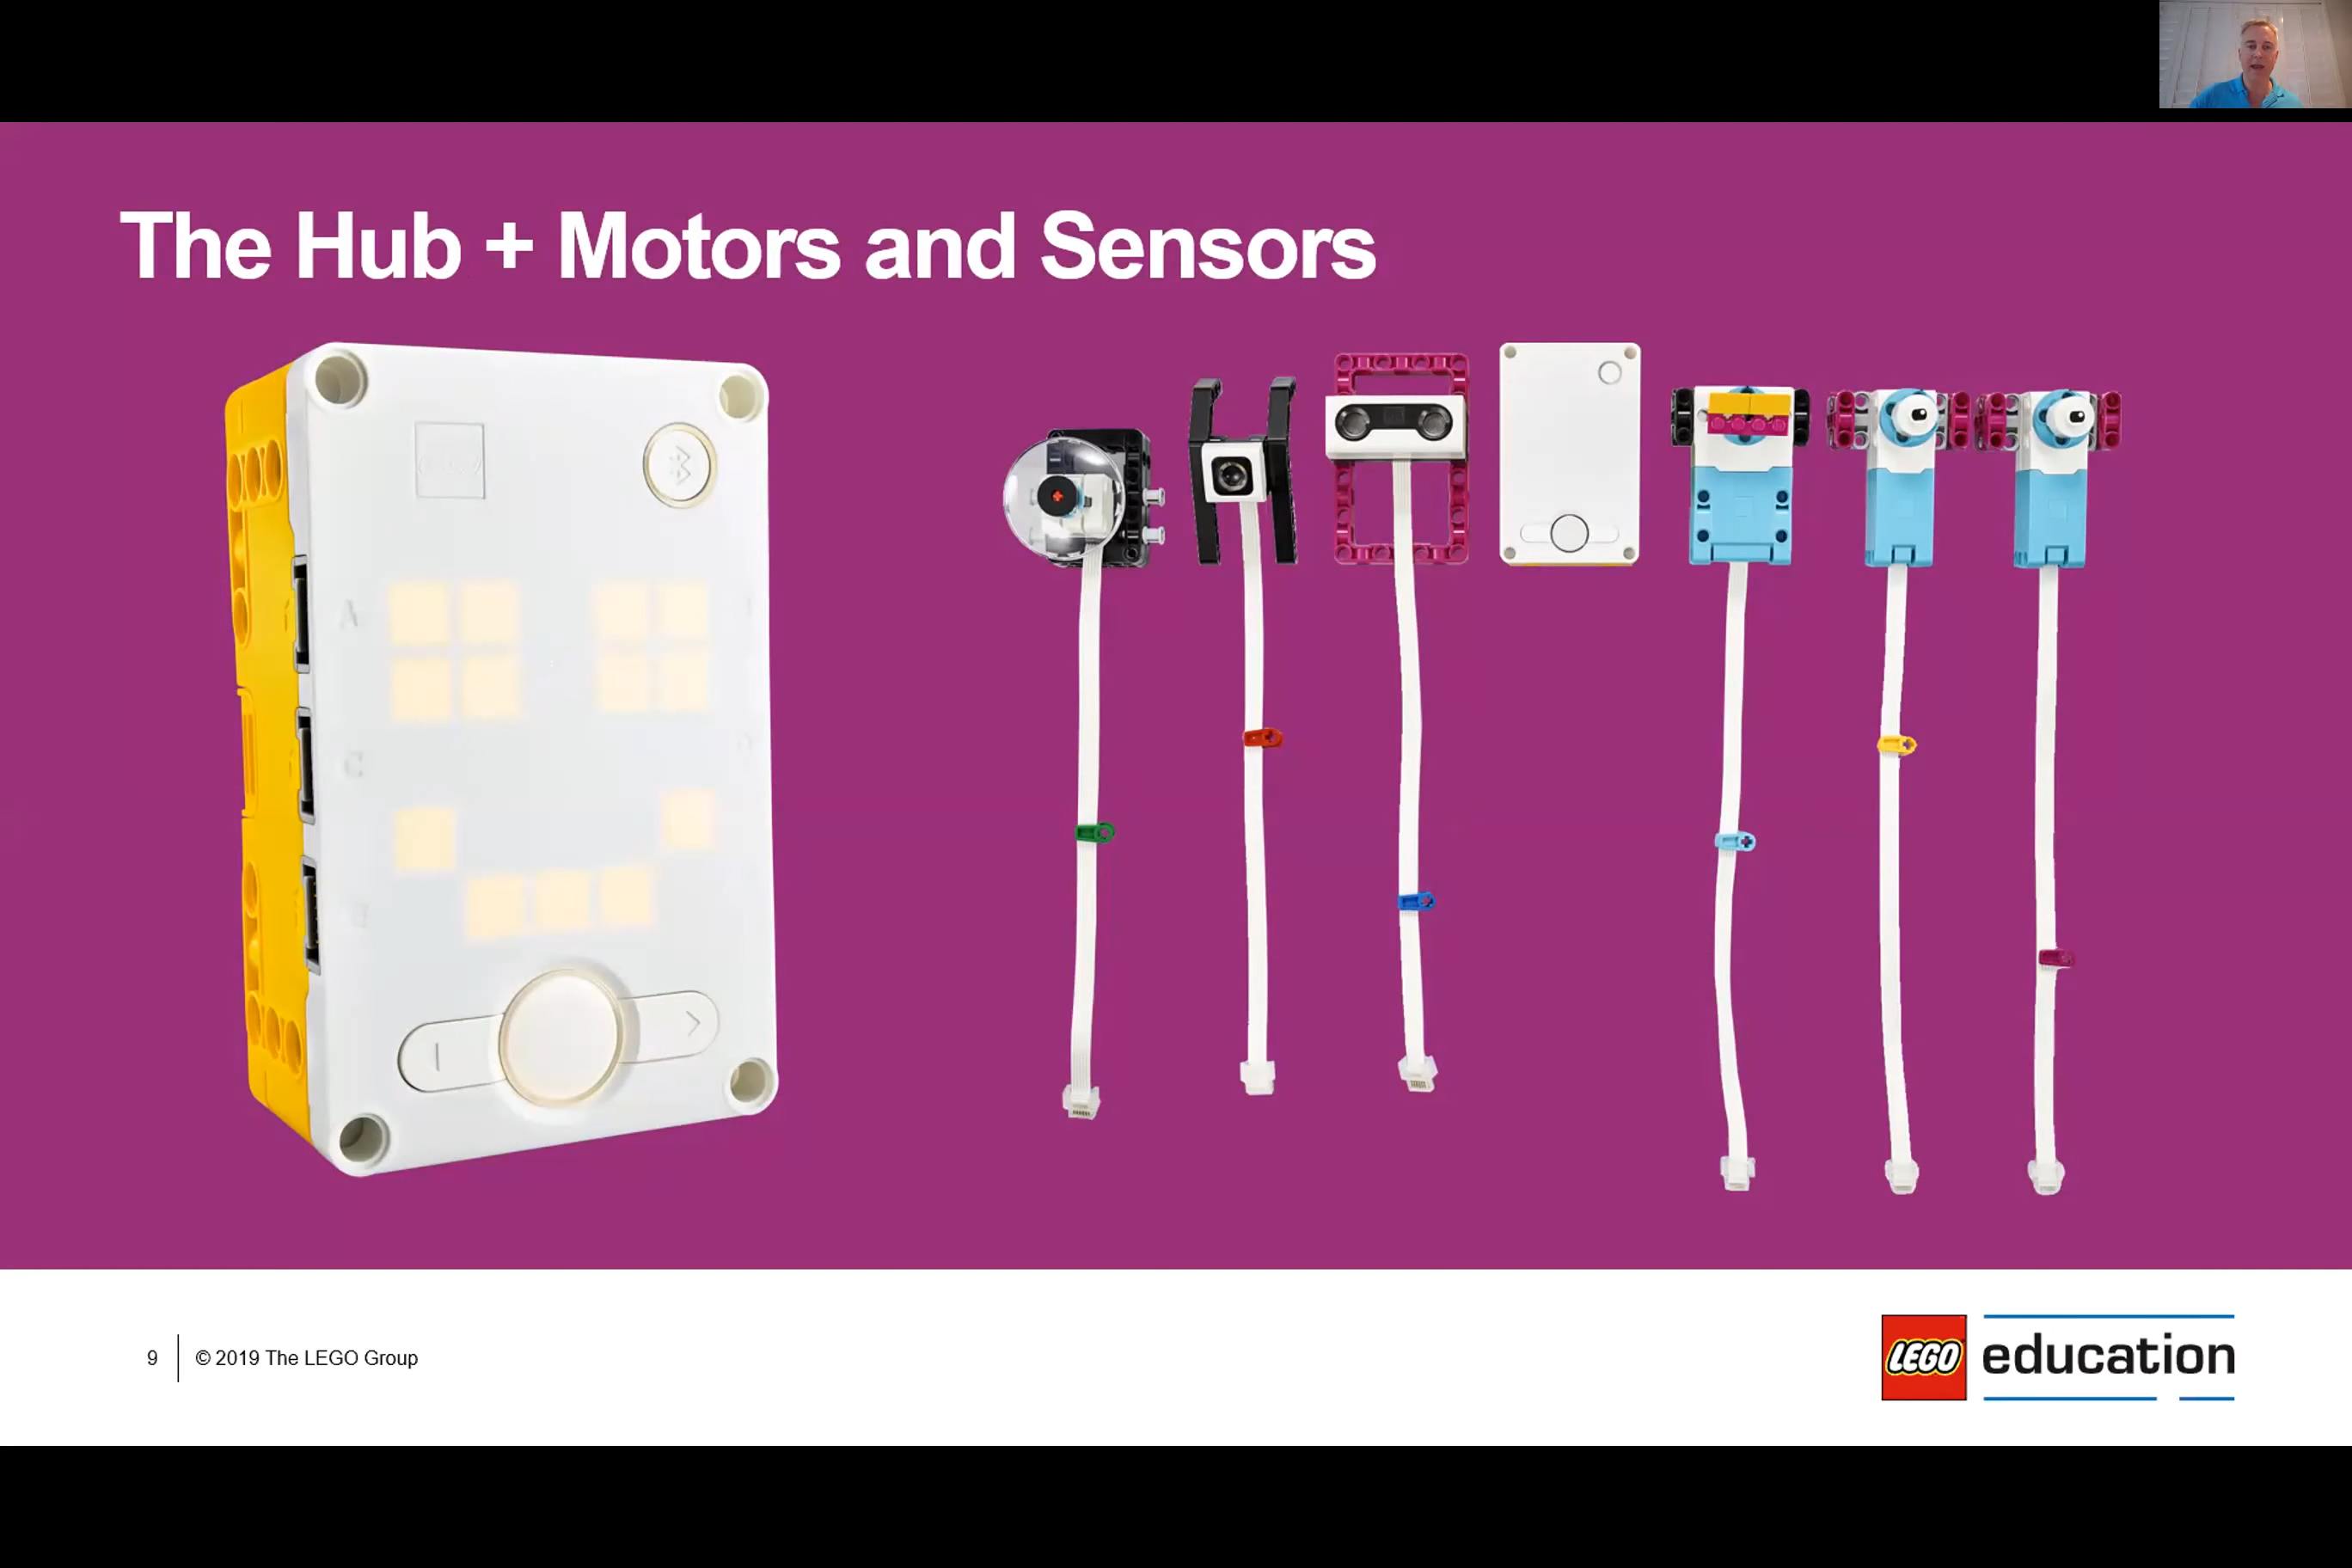 The Hub + Motors and Sensors
A
C
9
© 2019 The LEGO Group
LEGO education